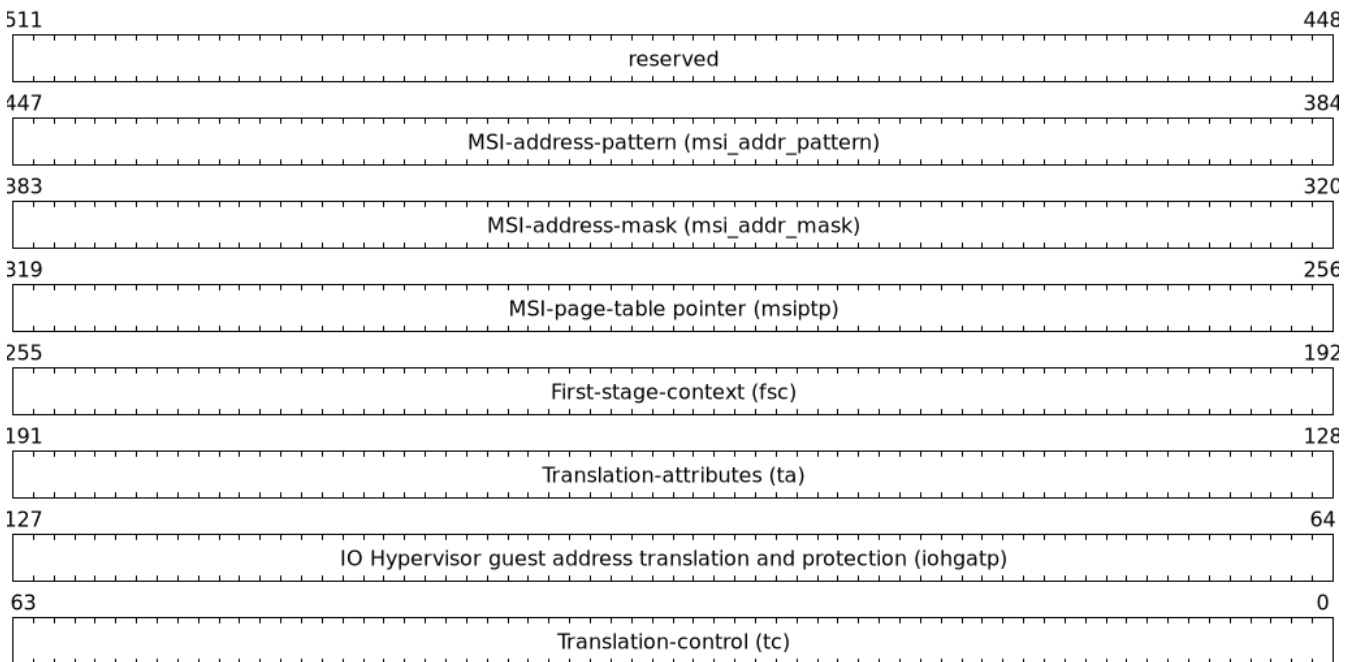 511 448
reserved
447 384
MSI-address-pattern (msi_addr_pattern)
383 320
MSI-address-mask (msi_addr_mask)
319 256
MSI-page-table pointer (msiptp)
255 192
First-stage-context (fsc)
191 128
Translation-attributes (ta)
127 64
IO Hypervisor guest address translation and protection (iohgatp)
63 0
Translation-control (tc)